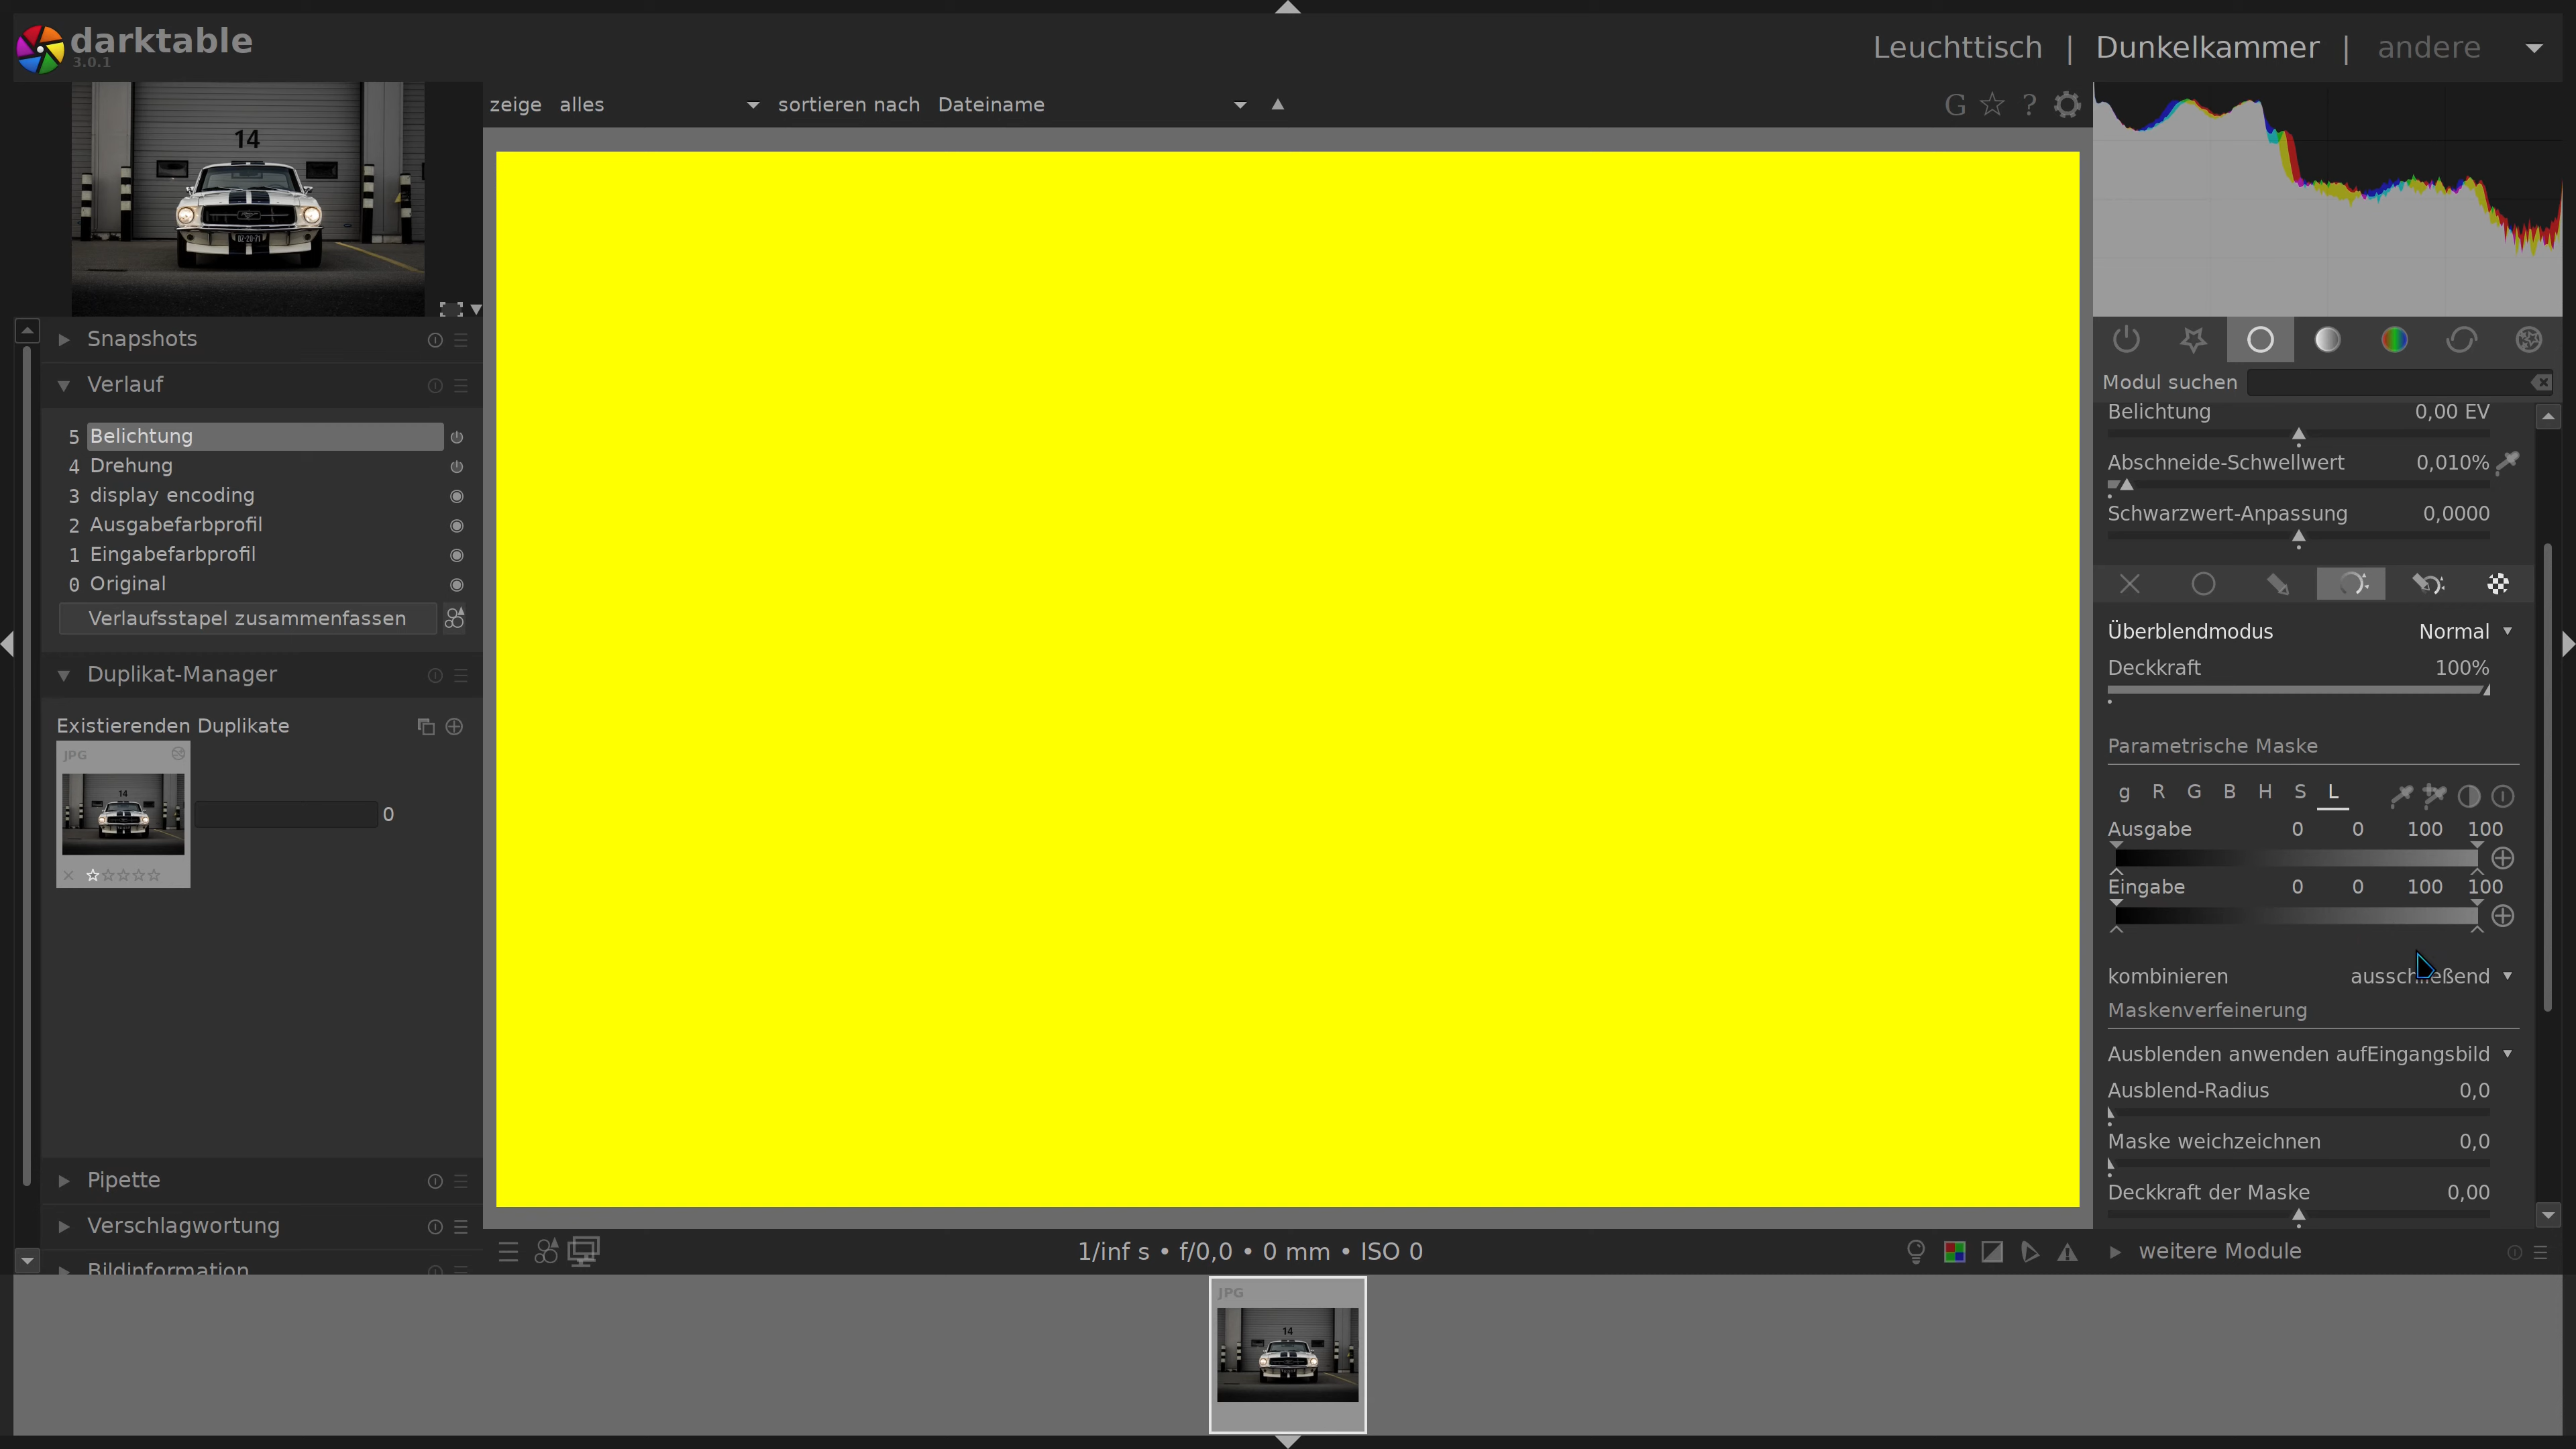 darktable
3.0.1
Leuchttisch | Dunkelkammer | andere
zeige alles sortieren nach Dateiname
G ☆ ?
14
Snapshots
Verlauf
5 Belichtung
4 Drehung
3 display encoding
2 Ausgabefarbprofil
1 Eingabefarbprofil
0 Original
Verlaufsstapel zusammenfassen
Duplikat-Manager
Existierenden Duplikate
JPG
14
0
Pipette
Verschlagwortung
Bildinformation
1/inf s • f/0,0 • 0 mm • ISO 0
Modul suchen
Belichtung 0,00 EV
Abschneide-Schwellwert 0,010%
Schwarzwert-Anpassung 0,0000
Überblendmodus Normal
Deckkraft 100%
Parametrische Maske
g R G B H S L
Ausgabe 0 0 100 100
Eingabe 0 0 100 100
kombinieren ausschließend
Maskenverfeinerung
Ausblenden anwenden aufEingangsbild
Ausblend-Radius 0,0
Maske weichzeichnen 0,0
Deckkraft der Maske 0,00
weitere Module
JPG
14